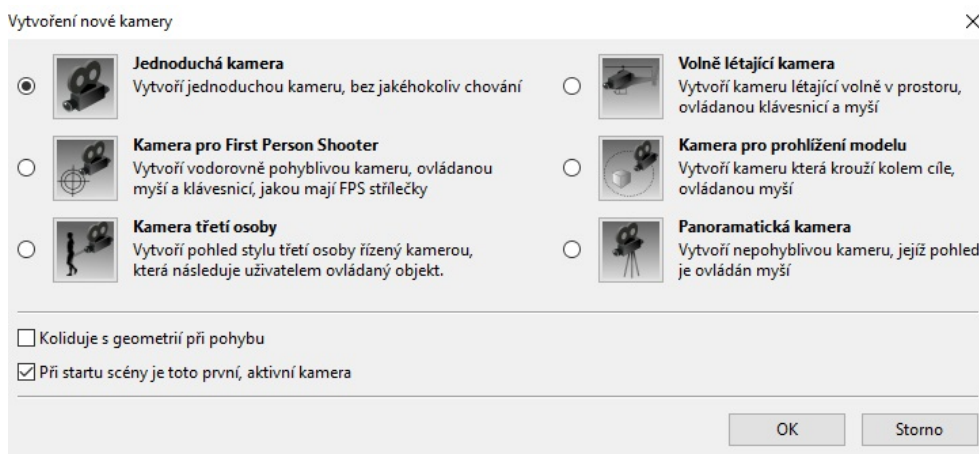 Vytvoření nové kamery
Jednoduchá kamera
Vytvoří jednoduchou kameru, bez jakéhokoliv chování
Kamera pro First Person Shooter
Vytvoří vodorovně pohyblivou kameru, ovládanou
myší a klávesnicí, jakou mají FPS střílečky
Kamera třetí osoby
Vytvoří pohled stylu třetí osoby řízený kamerou,
která následuje uživatelem ovládaný objekt.
Volně létající kamera
Vytvoří kameru létající volně v prostoru,
ovládanou klávesnicí a myší
Kamera pro prohlížení modelu
Vytvoří kameru která krouží kolem cíle,
ovládanou myší
Panoramatická kamera
Vytvoří nepohyblivou kameru, jejíž pohled
je ovládán myší
Koliduje s geometrií při pohybu
Při startu scény je toto první, aktivní kamera
OK
Storno